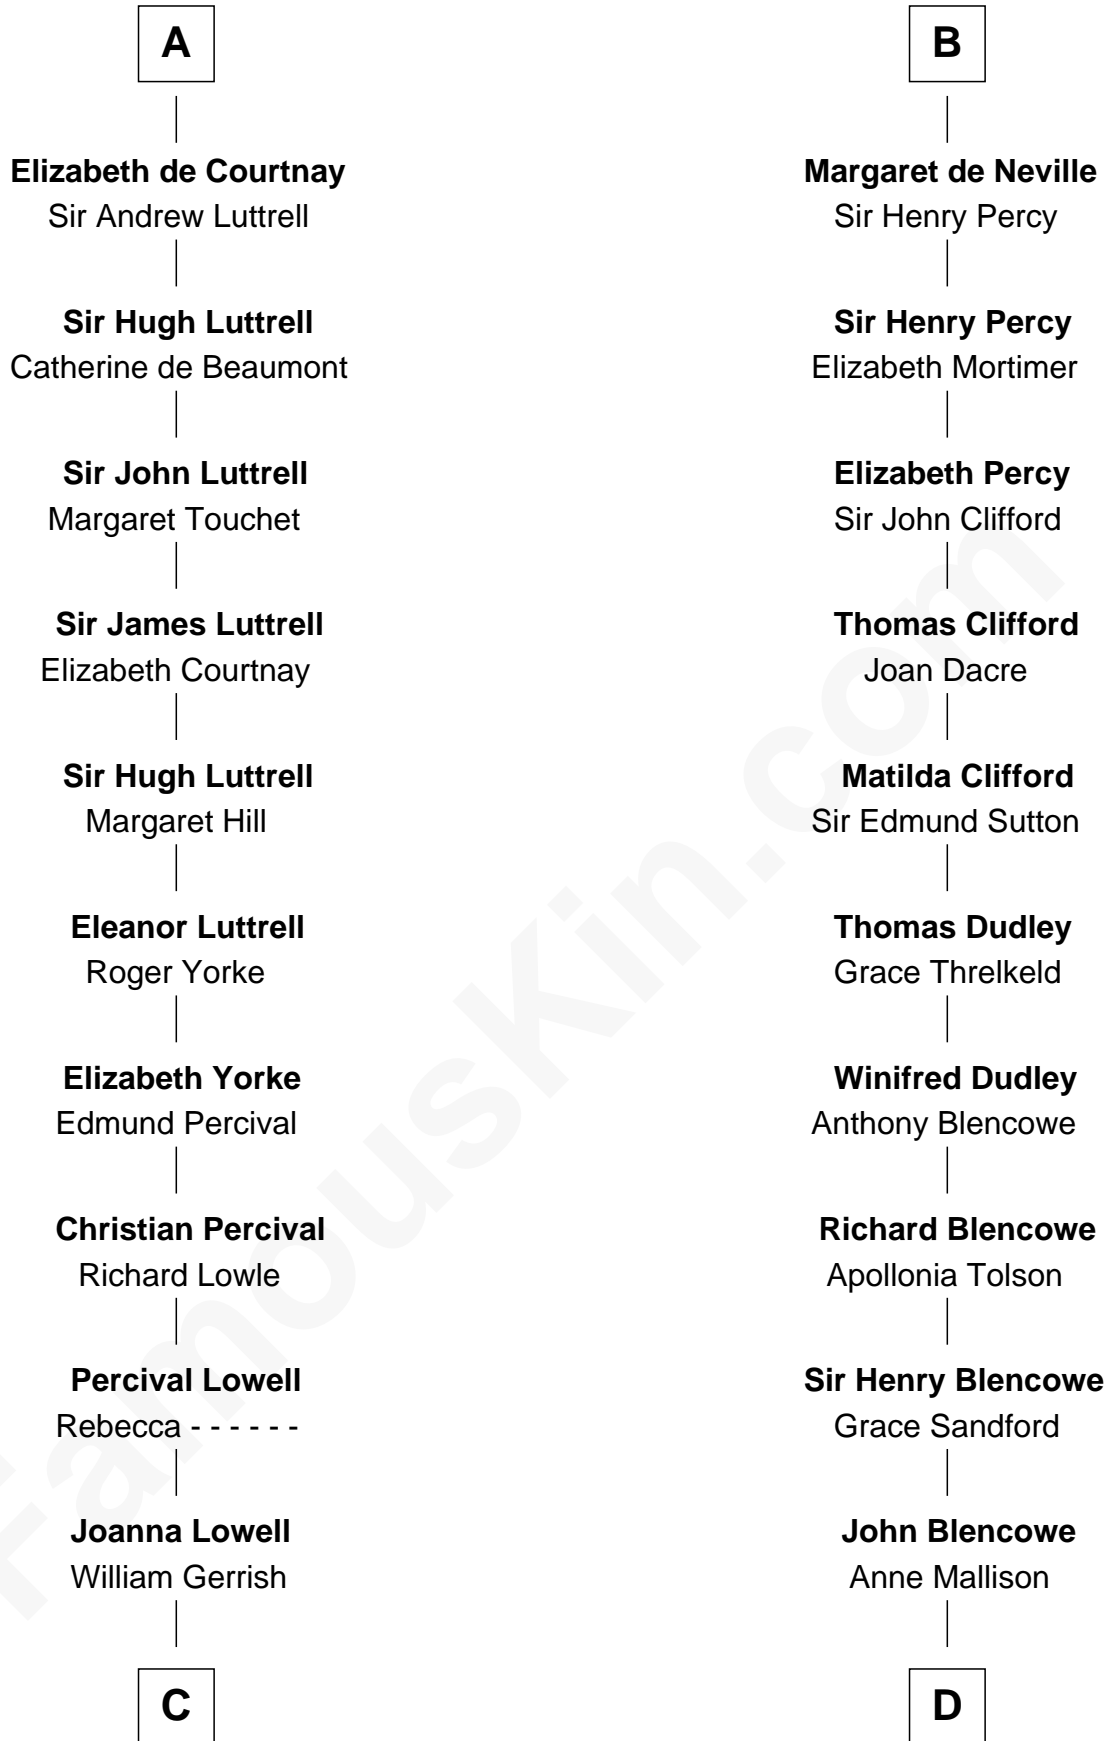 A
Elizabeth de Courtnay
Sir Andrew Luttrell
Sir Hugh Luttrell
Catherine de Beaumont
Sir John Luttrell
Margaret Touchet
Sir James Luttrell
Elizabeth Courtnay
Sir Hugh Luttrell
Margaret Hill
Eleanor Luttrell
Roger Yorke
Elizabeth Yorke
Edmund Percival
Christian Percival
Richard Lowle
Percival Lowell
Rebecca - - - - - -
Joanna Lowell
William Gerrish
C
B
Margaret de Neville
Sir Henry Percy
Sir Henry Percy
Elizabeth Mortimer
Elizabeth Percy
Sir John Clifford
Thomas Clifford
Joan Dacre
Matilda Clifford
Sir Edmund Sutton
Thomas Dudley
Grace Threlkeld
Winifred Dudley
Anthony Blencowe
Richard Blencowe
Apollonia Tolson
Sir Henry Blencowe
Grace Sandford
John Blencowe
Anne Mallison
D
FamousKin.com